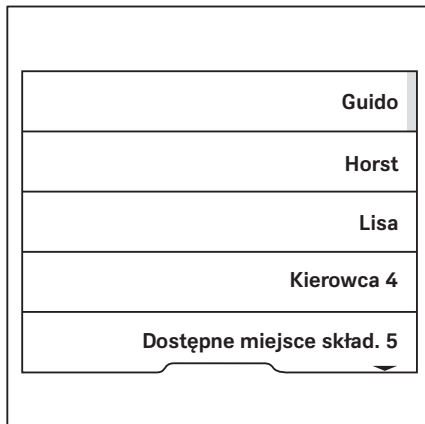 Guido
Horst
Lisa
Kierowca 4
Dostępne miejsce skład. 5